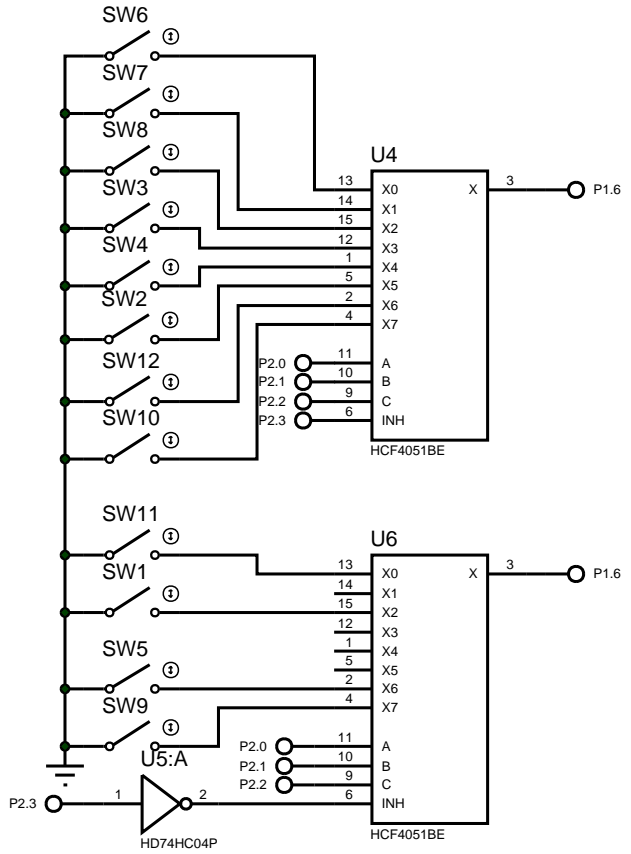 SW6
SW7
SW8
SW3
SW4
SW2
SW12
SW10
SW11
SW1
SW5
SW9
U4
13 X0 X 3 P1.6
14 X1
15 X2
12 X3
1 X4
5 X5
2 X6
4 X7
P2.0 11 A
P2.1 10 B
P2.2 9 C
P2.3 6 INH
HCF4051BE
U6
13 X0 X 3 P1.6
14 X1
15 X2
12 X3
1 X4
5 X5
2 X6
4 X7
P2.0 11 A
P2.1 10 B
P2.2 9 C
6 INH
HCF4051BE
U5:A
P2.3 1 2
HD74HC04P